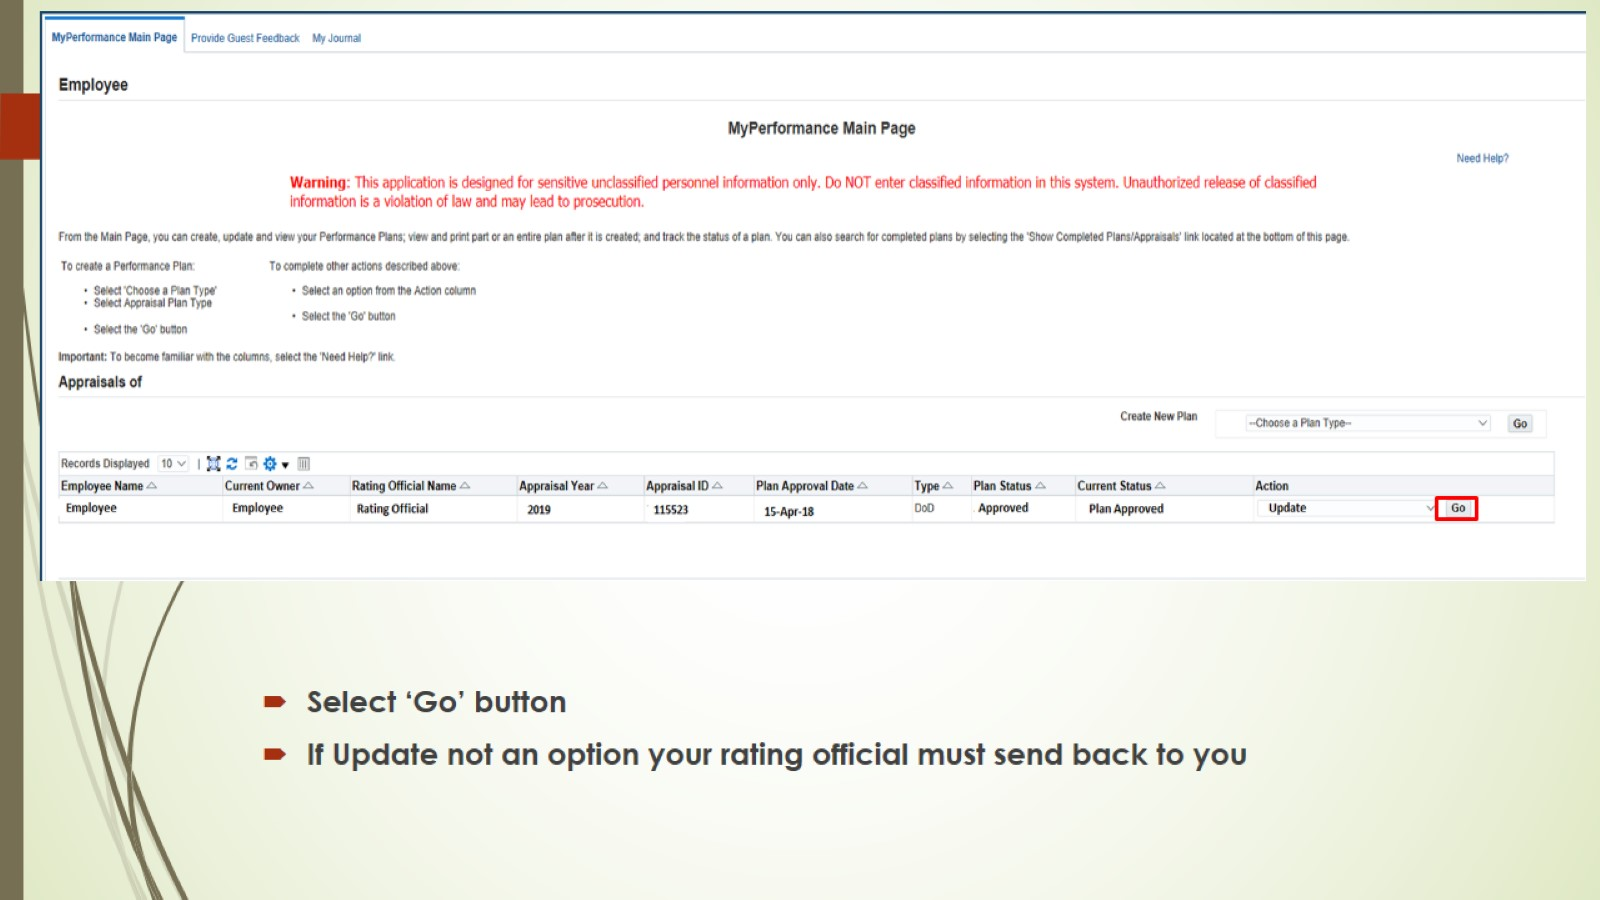 MyPerformance Main Page Provide Guest Feedback My Journal
Employee
MyPerformance Main Page
Need Help?
Warning: This application is designed for sensitive unclassified personnel information only. Do NOT enter classified information in this system. Unauthorized release of classified
information is a violation of law and may lead to prosecution.
From the Main Page, you can create, update and view your Performance Plans; view and print part or an entire plan after it is created; and track the status of a plan. You can also search for completed plans by selecting the 'Show Completed Plans/Appraisals' link located at the bottom of this page.
To create a Performance Plan: To complete other actions described above:
• Select 'Choose a Plan Type' • Select an option from the Action column
• Select Appraisal Plan Type
• Select the 'Go' button
• Select the 'Go' button
Important: To become familiar with the columns, select the 'Need Help?' link.
Appraisals of
Create New Plan --Choose a Plan Type-- Go
Records Displayed 10
Employee Name Current Owner Rating Official Name Appraisal Year Appraisal ID Plan Approval Date Type Plan Status Current Status Action
Employee Employee Rating Official 2019 115523 15-Apr-18 DoD Approved Plan Approved Update Go
Select ‘Go’ button
If Update not an option your rating official must send back to you